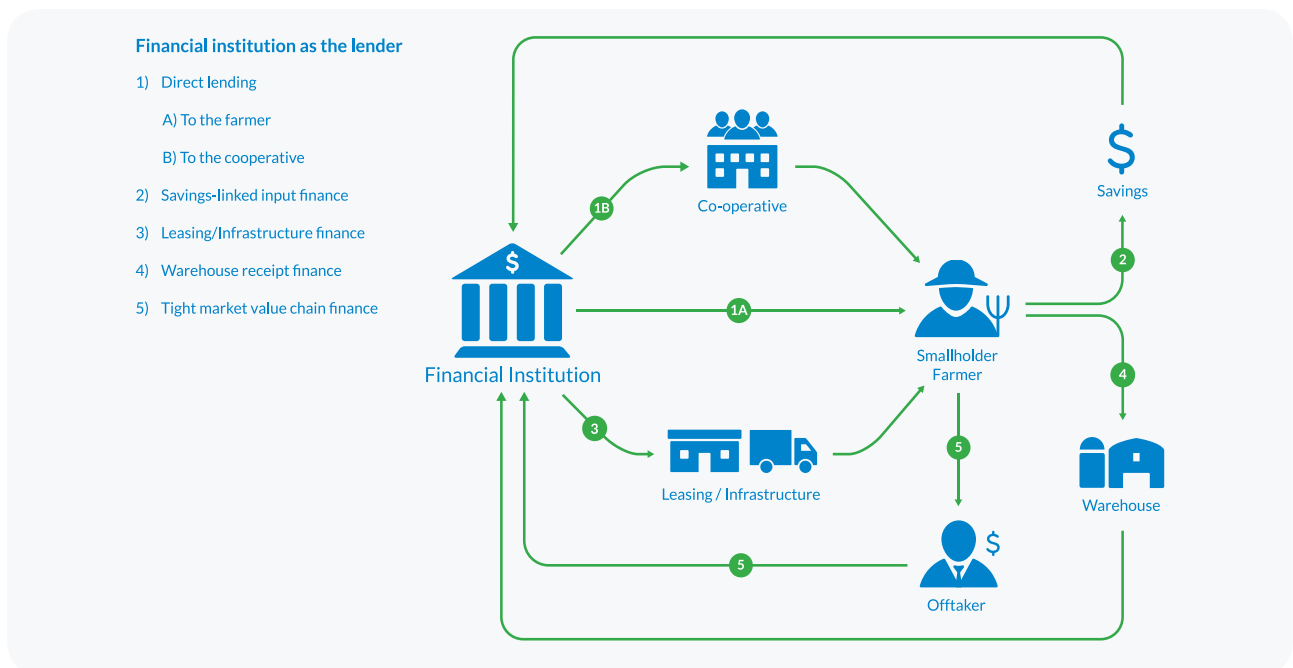 Financial institution as the lender
1) Direct lending
A) To the farmer
B) To the cooperative
2) Savings-linked input finance
3) Leasing/Infrastructure finance
4) Warehouse receipt finance
5) Tight market value chain finance
$
Savings
1B
Co-operative
2
$
1A
Financial Institution
Smallholder
Farmer
4
3
5
Leasing / Infrastructure
Warehouse
$
5
Offtaker